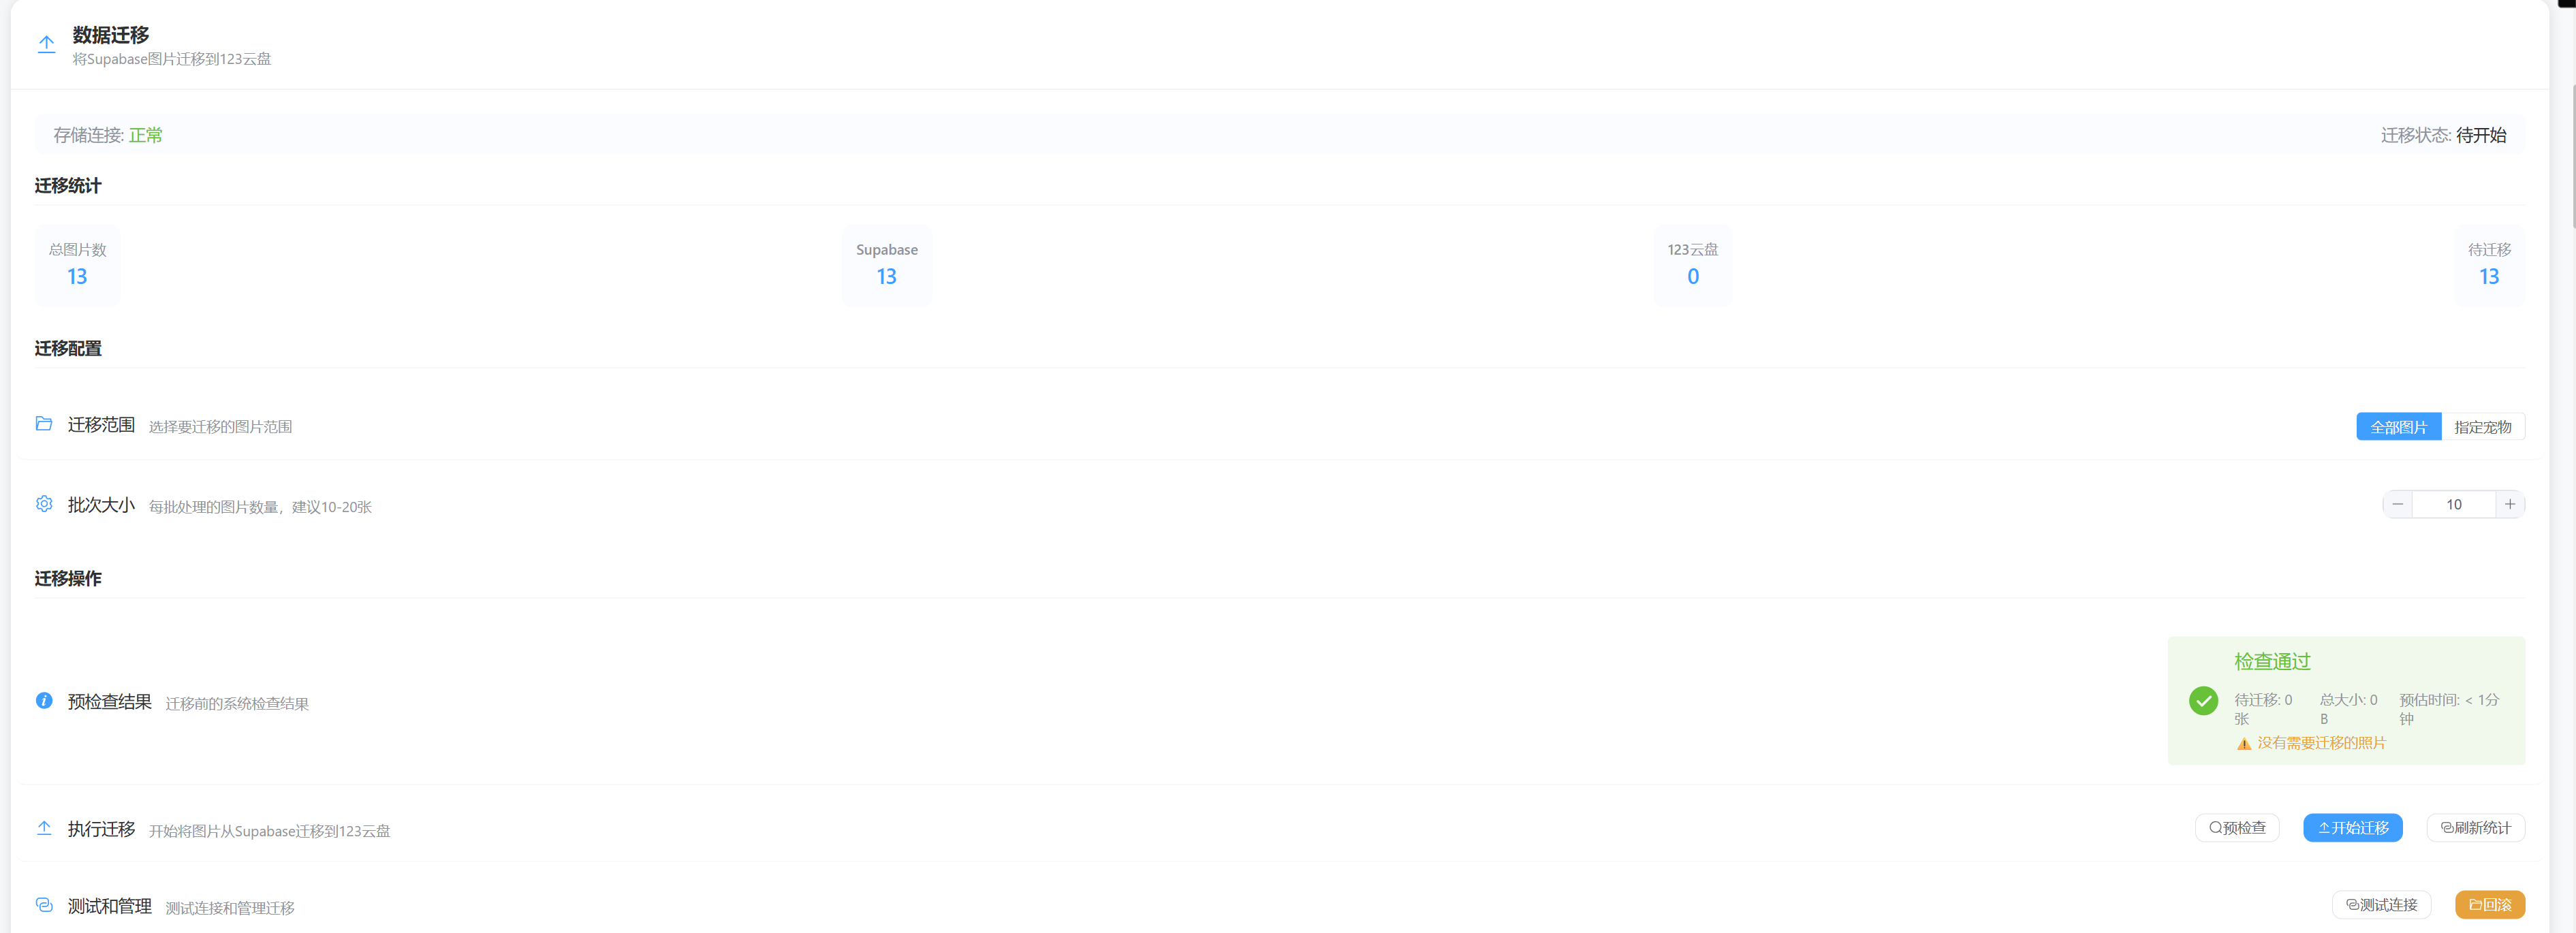 数据迁移
将Supabase图片迁移到123云盘
存储连接: 正常
迁移状态: 待开始
迁移统计
总图片数
13
Supabase
13
123云盘
0
待迁移
13
迁移配置
迁移范围 选择要迁移的图片范围
全部图片 指定宠物
批次大小 每批处理的图片数量，建议10-20张
10
迁移操作
预检查结果 迁移前的系统检查结果
检查通过
待迁移: 0
张
总大小: 0
B
预估时间: < 1分
钟
没有需要迁移的照片
执行迁移 开始将图片从Supabase迁移到123云盘
预检查 开始迁移 刷新统计
测试和管理 测试连接和管理迁移
测试连接 回滚